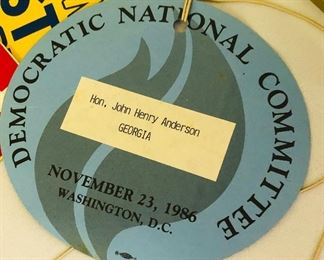 DEMOCRATIC NATIONAL COMMITTEE
Hon. John Henry Anderson
GEORGIA
NOVEMBER 23, 1986
WASHINGTON, D.C.